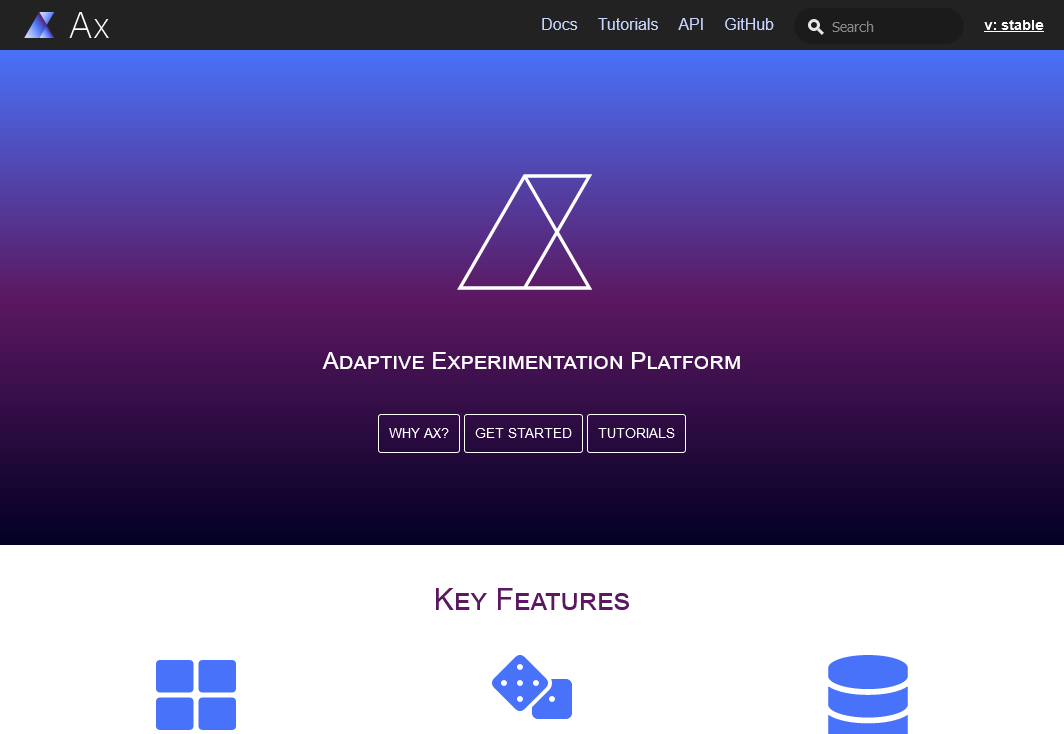 Ax
Docs
Tutorials
API
GitHub
Search
v: stable
Adaptive Experimentation Platform
WHY AX?
GET STARTED
TUTORIALS
Key Features